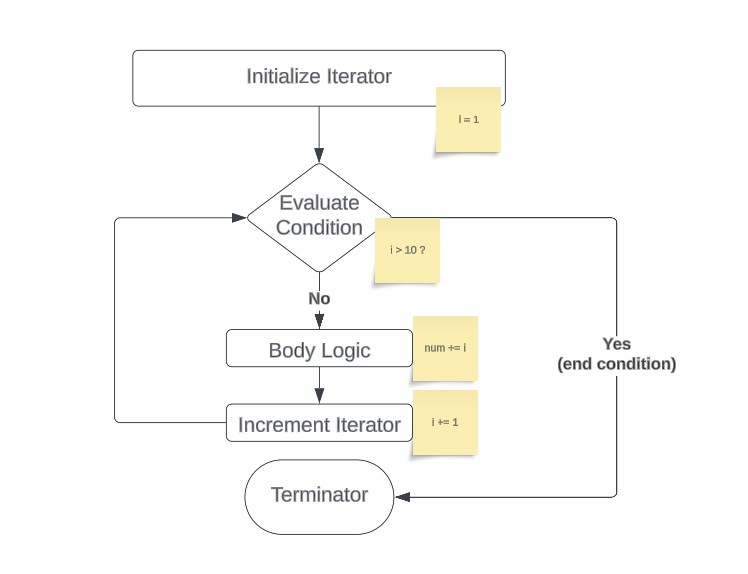 Initialize Iterator
i = 1
Evaluate
Condition
i > 10 ?
No
Body Logic
num += i
Yes
(end condition)
Increment Iterator
i += 1
Terminator